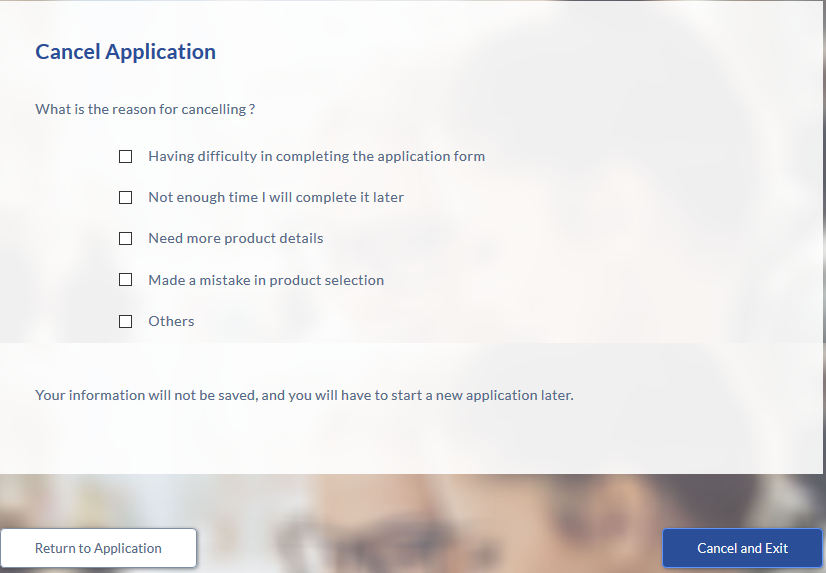 Cancel Application
What is the reason for cancelling ?
Having difficulty in completing the application form
Not enough time I will complete it later
Need more product details
Made a mistake in product selection
Others
Your information will not be saved, and you will have to start a new application later.
Return to Application
Cancel and Exit